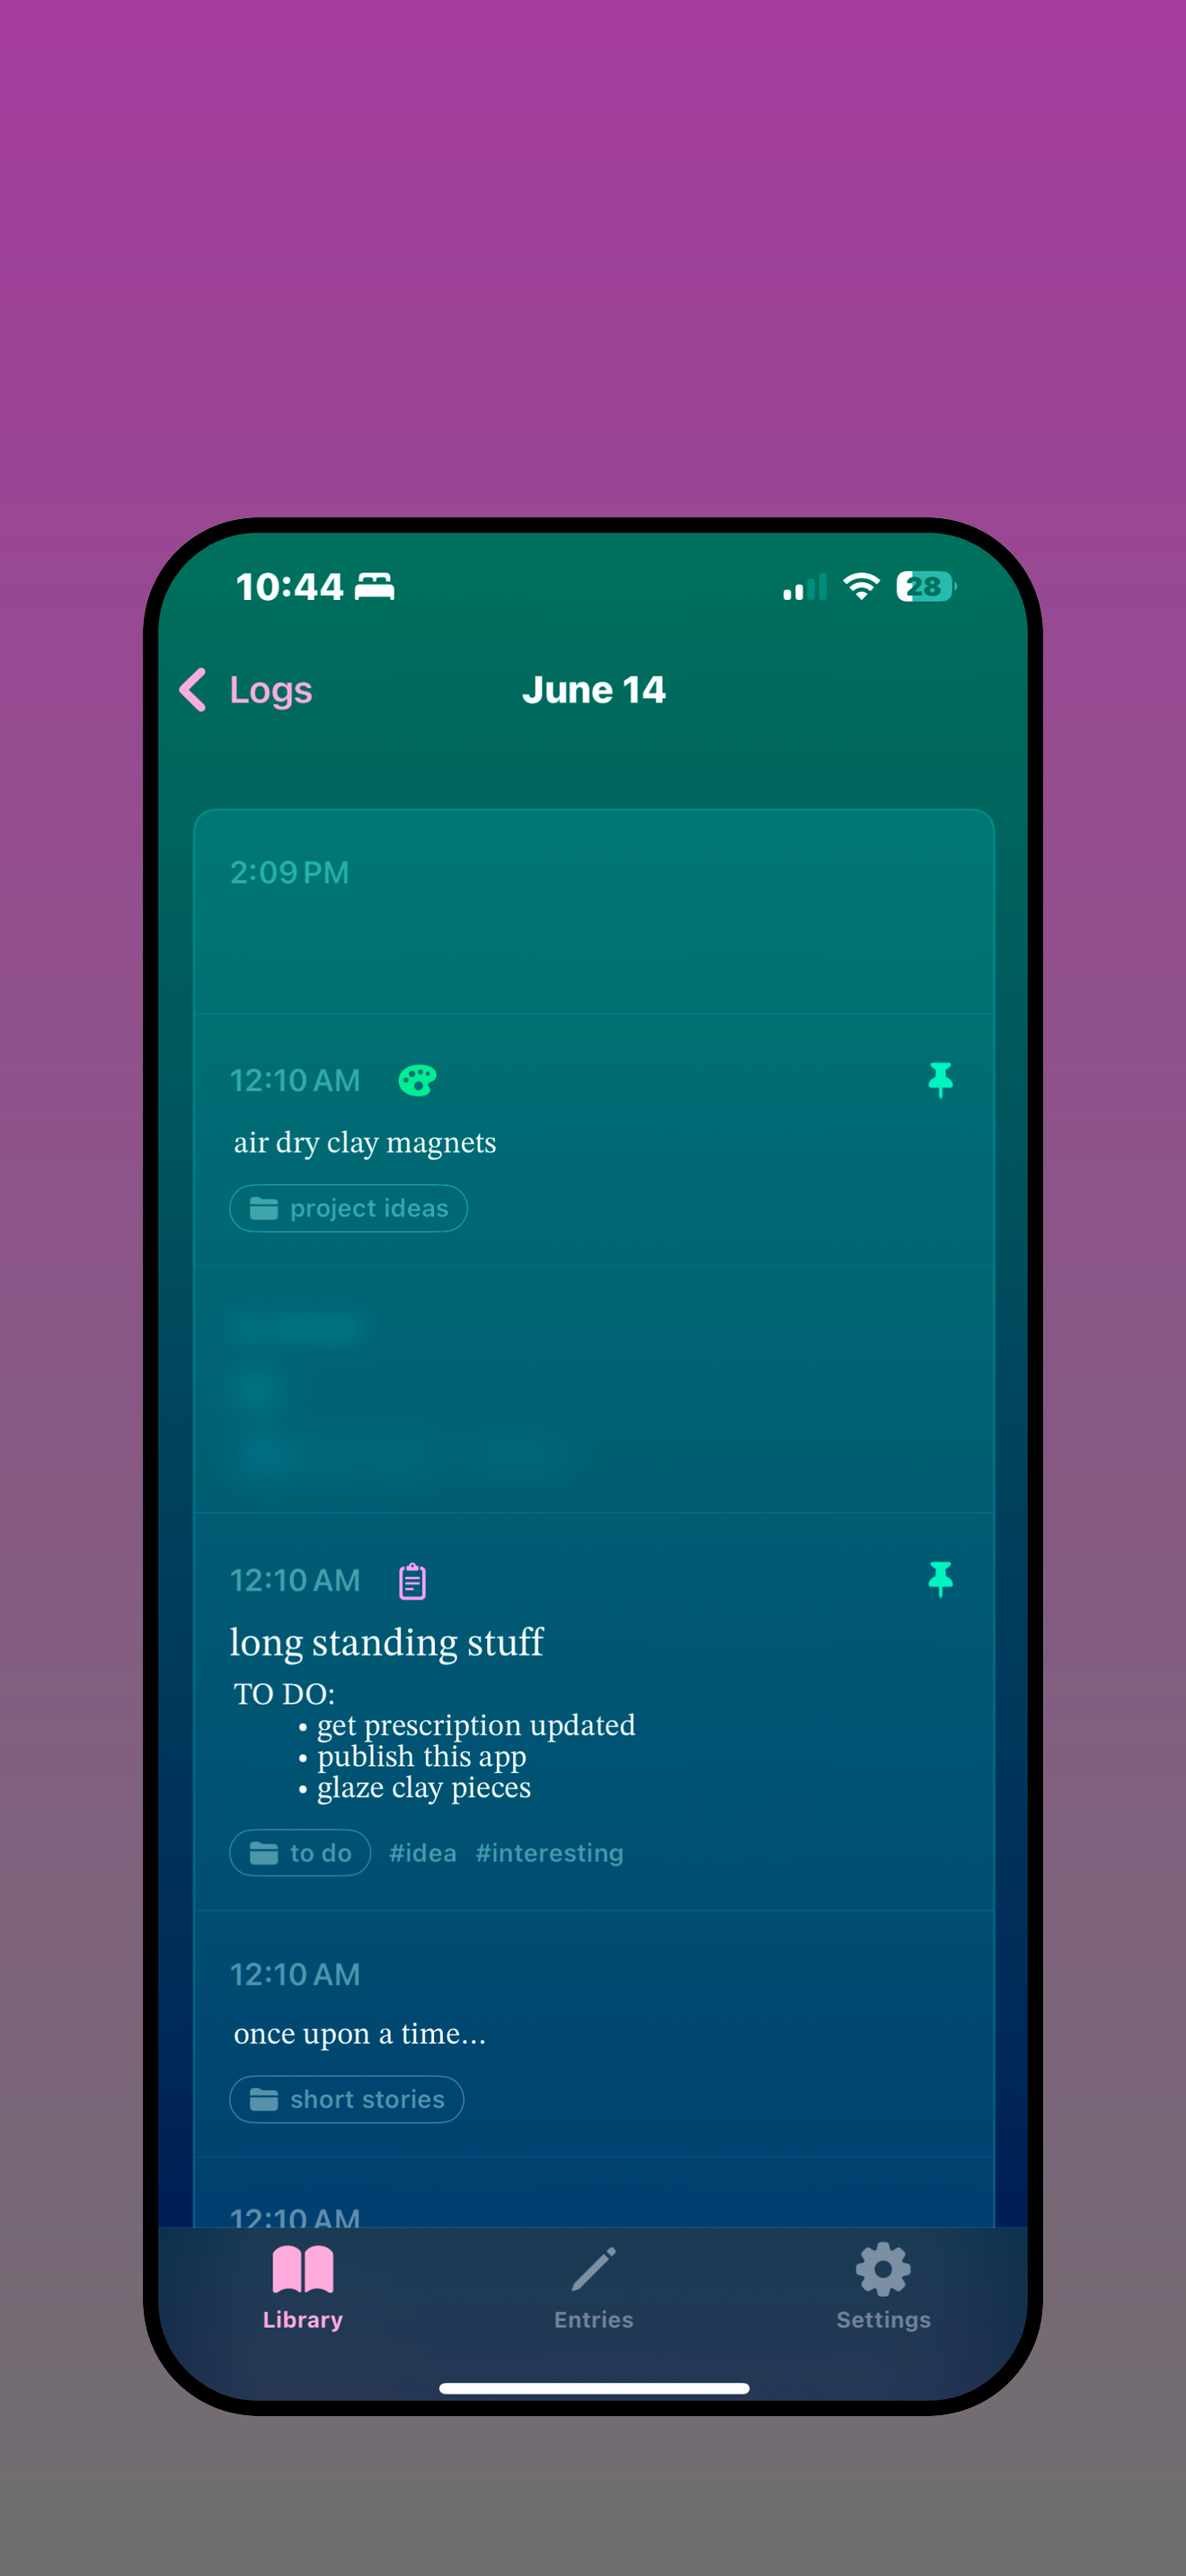 10:44
28
Logs
June 14
2:09 PM
12:10 AM
air dry clay magnets
project ideas
12:10 AM
long standing stuff
TO DO:
• get prescription updated
• publish this app
• glaze clay pieces
to do #idea #interesting
12:10 AM
once upon a time...
short stories
12:10 AM
Library
Entries
Settings